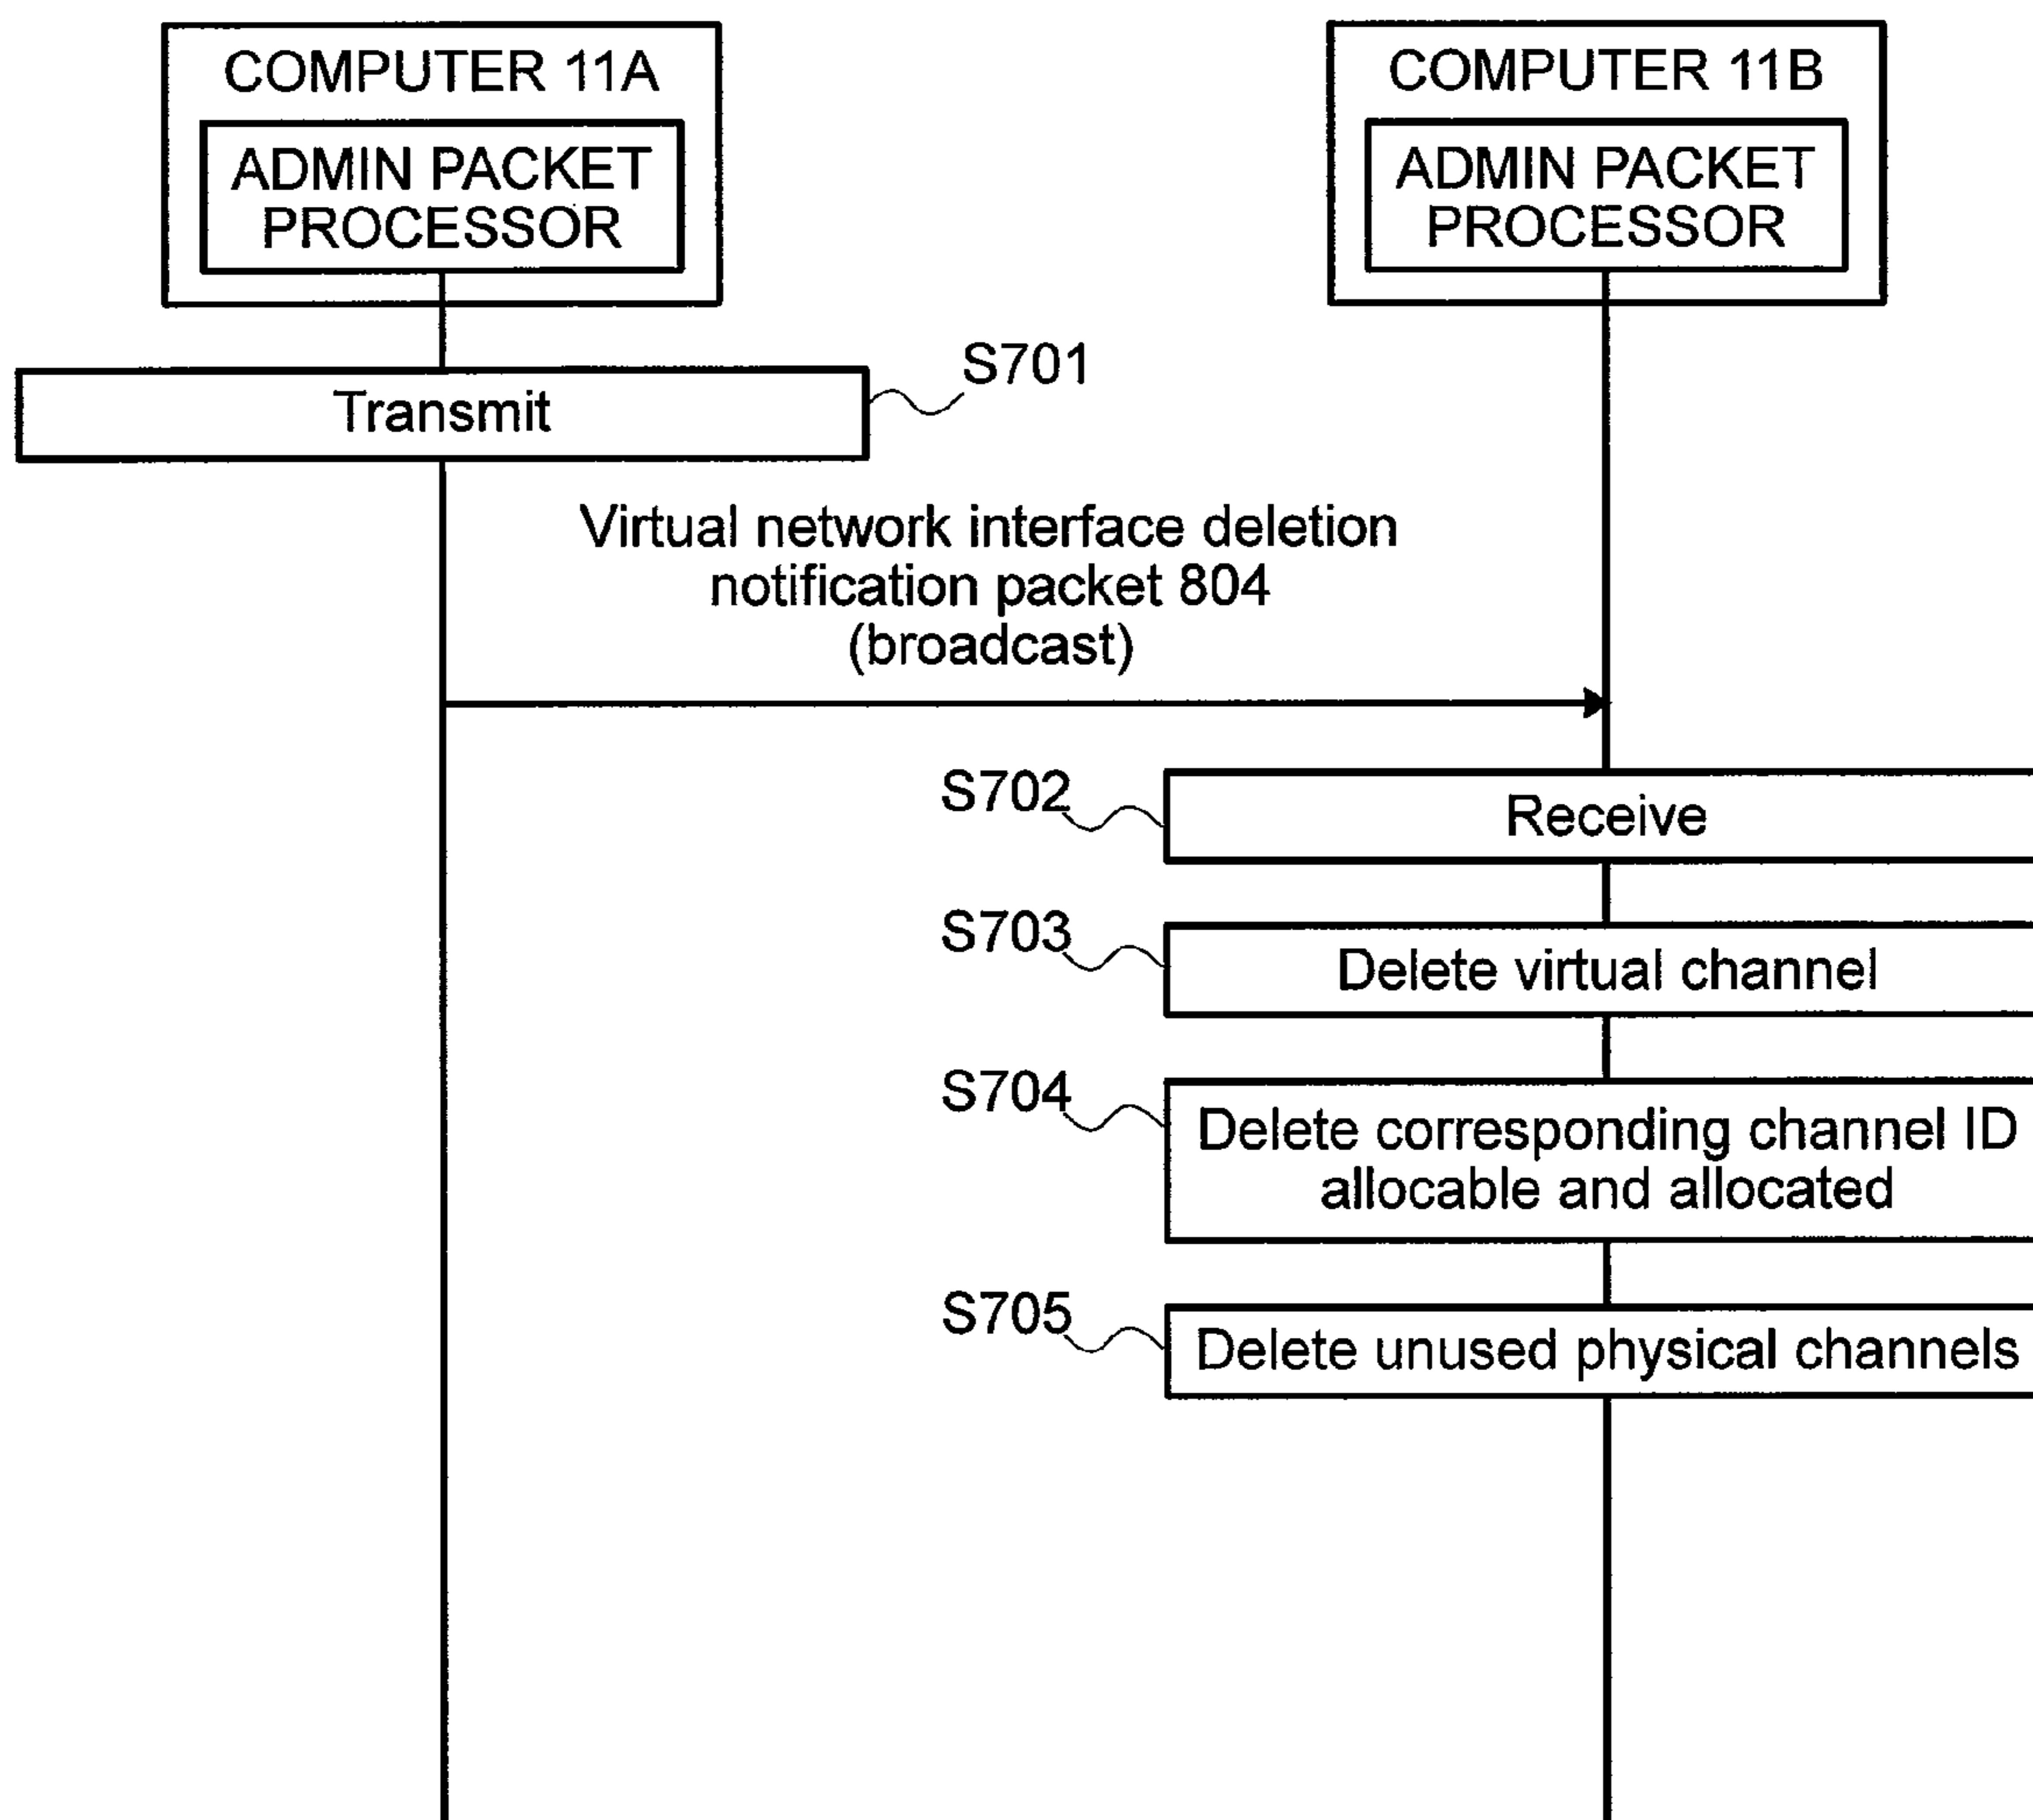 COMPUTER 11A
ADMIN PACKET
PROCESSOR
COMPUTER 11B
ADMIN PACKET
PROCESSOR
S701
Transmit
Virtual network interface deletion
notification packet 804
(broadcast)
S702
Receive
S703
Delete virtual channel
S704
Delete corresponding channel ID
allocable and allocated
S705
Delete unused physical channels